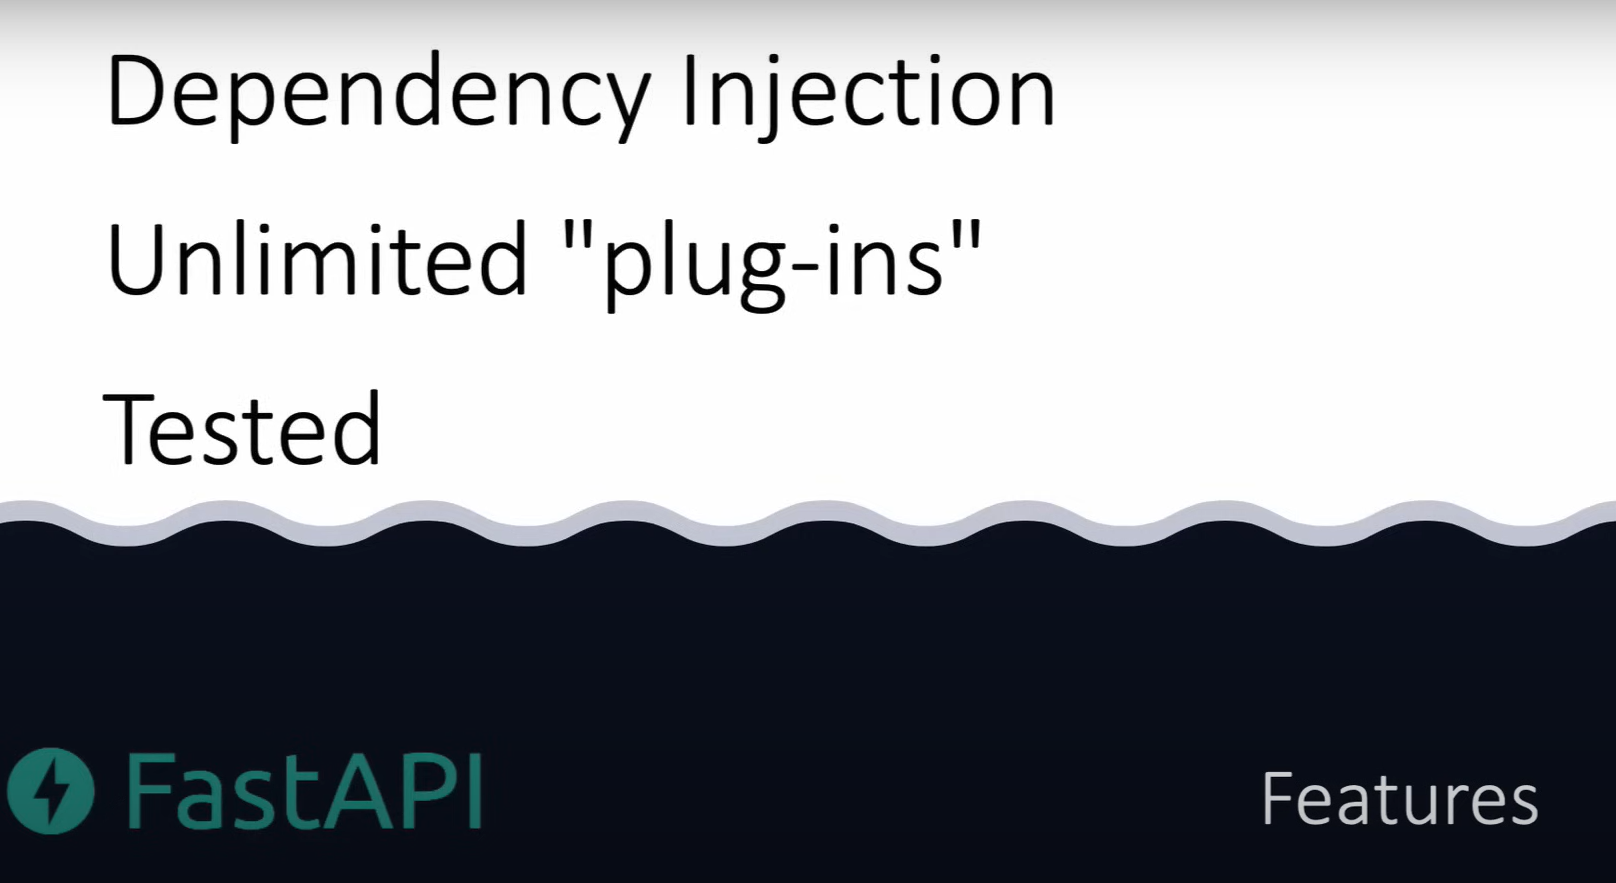 Dependency Injection
Unlimited "plug-ins"
Tested
FastAPI
Features